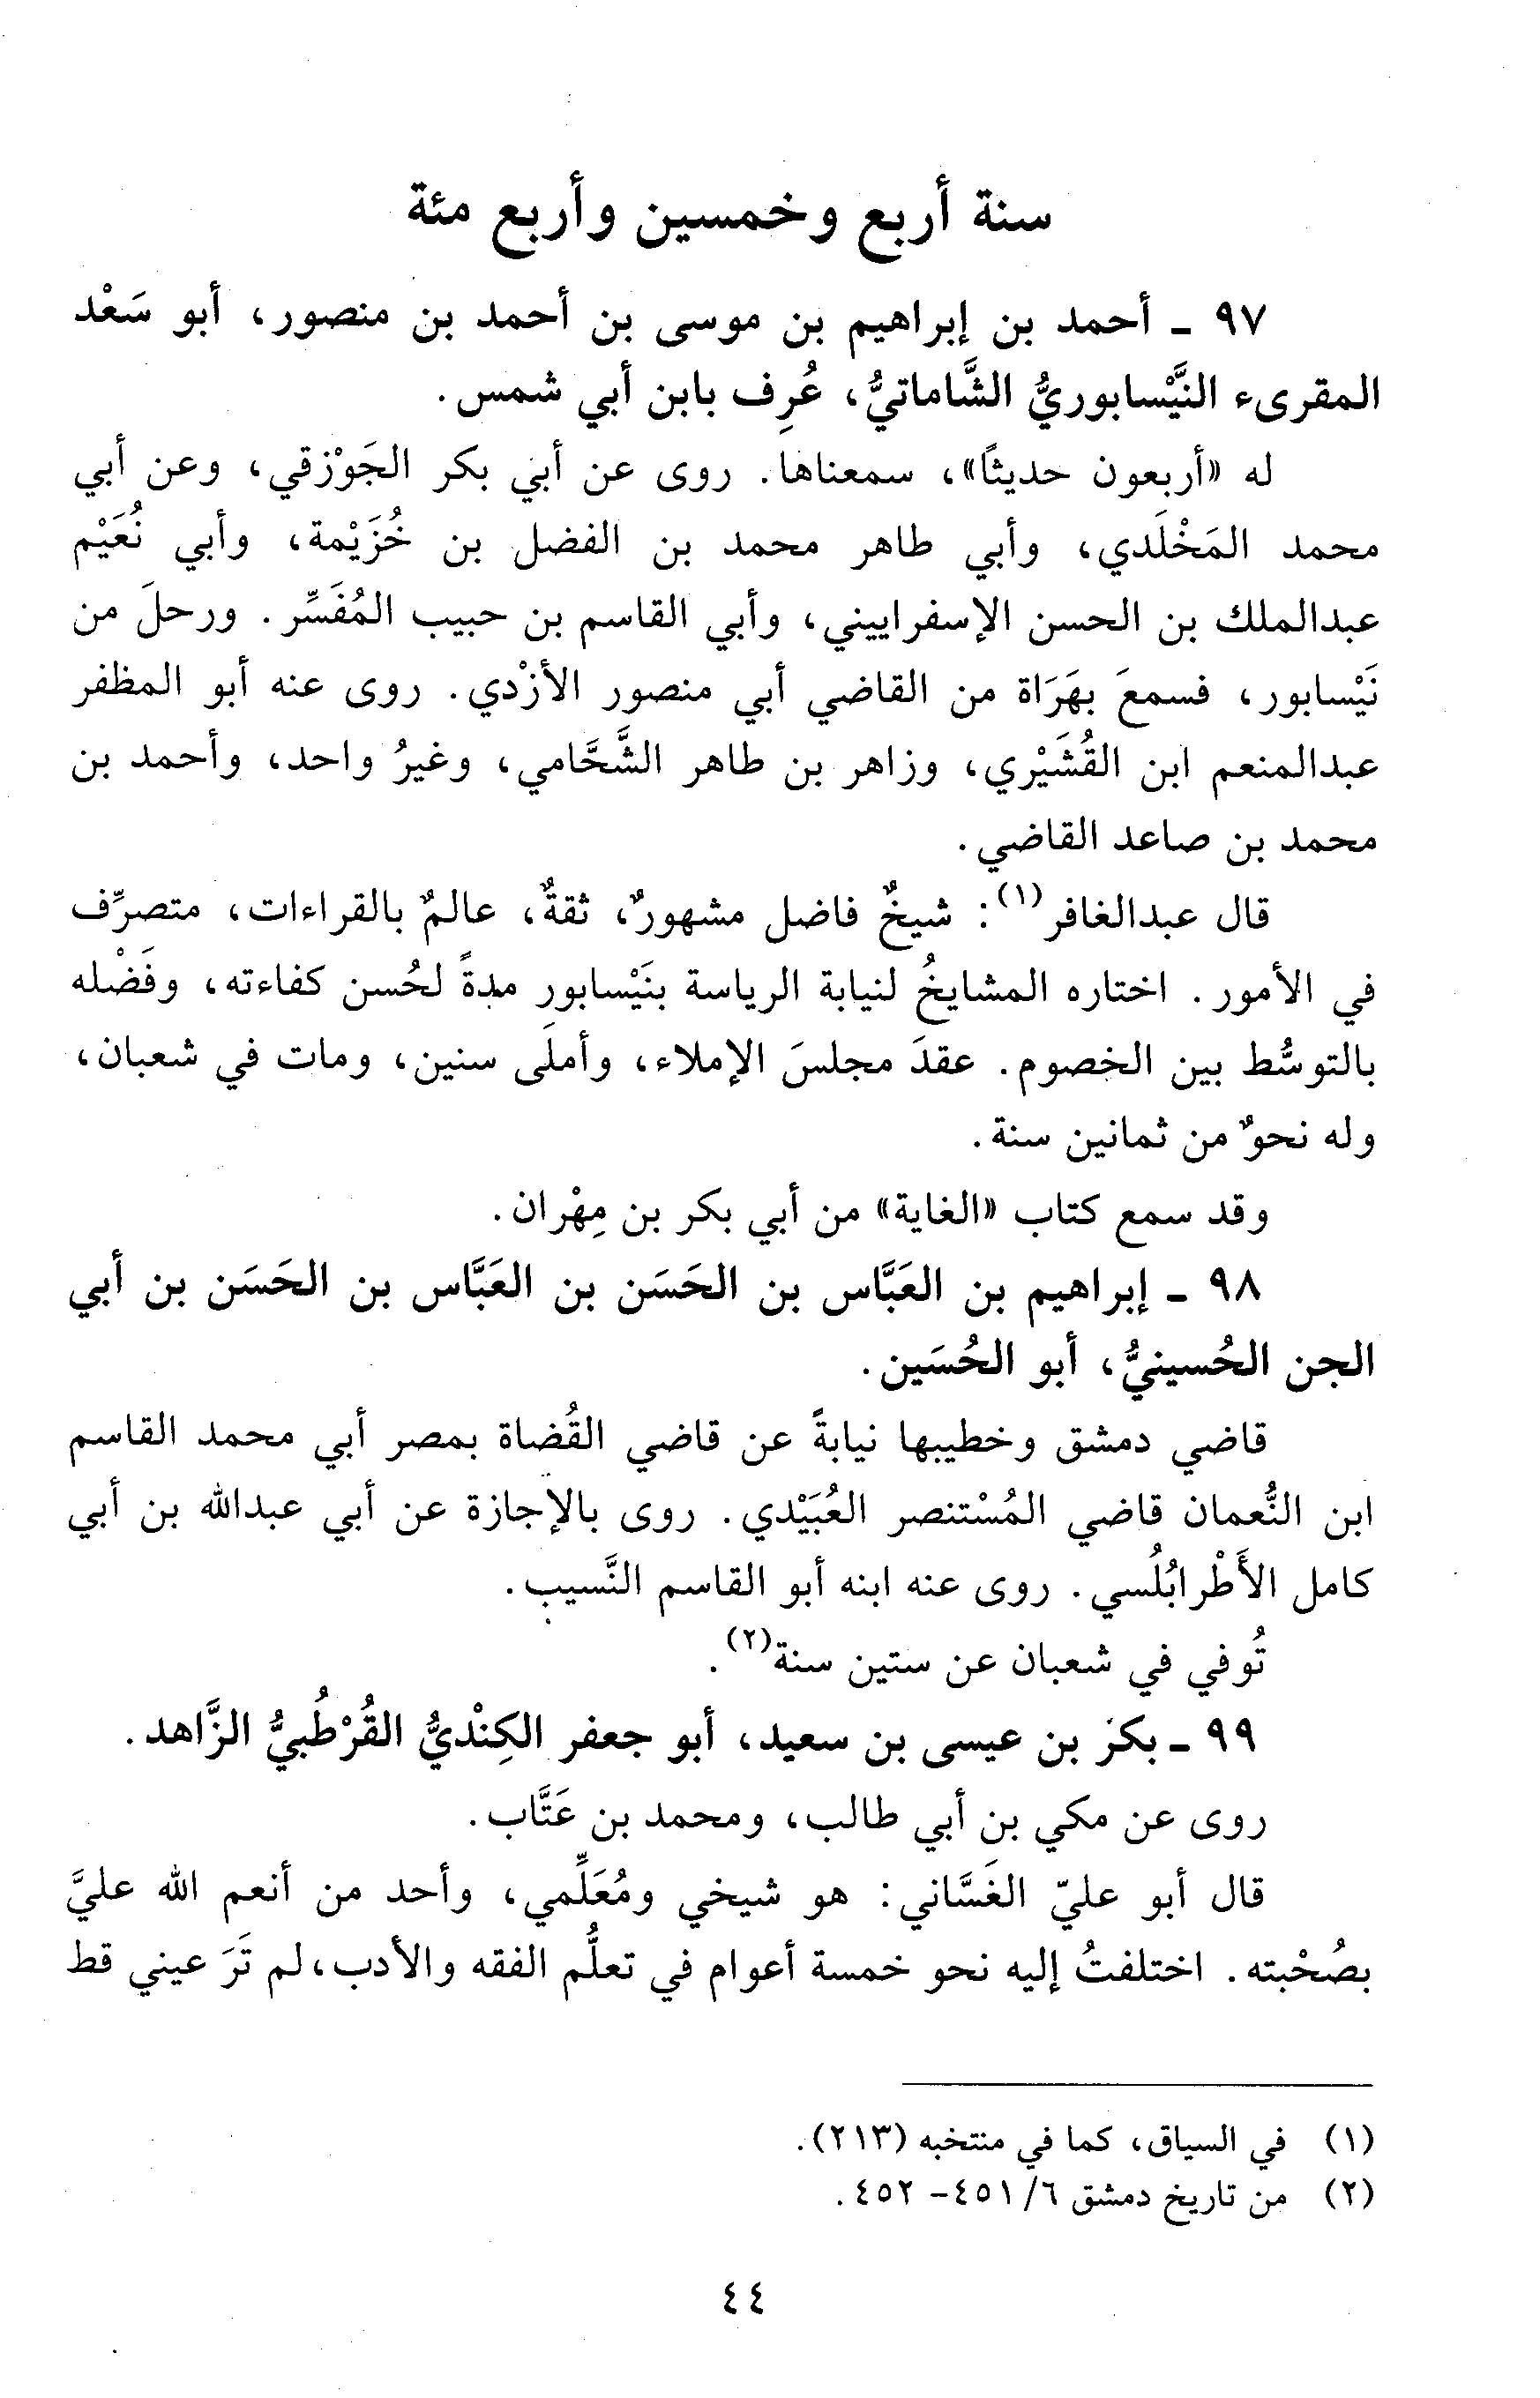 سنة أربع وخمسين وأربع مئة
٩٧ ـ أحمد بن إبراهيم بن موسى بن أحمد بن منصور، أبو سَعْد
المقرىء النَّيْسابوريُّ الشَّاماتيُّ، عُرِف بابن أبي شمس.
له «أربعون حديثًا»، سمعناها. روى عن أبي بكر الجَوْزقي، وعن أبي
محمد المَخْلَدي، وأبي طاهر محمد بن الفضل بن خُزَيْمة، وأبي نُعَيْم
عبدالملك بن الحسن الإسفراييني، وأبي القاسم بن حبيب المُفَسِّر. ورحلَ من
نَيْسابور، فسمعَ بهَرَاة من القاضي أبي منصور الأزْدي. روى عنه أبو المظفر
عبدالمنعم ابن القُشَيْري، وزاهر بن طاهر الشَّحَّامي، وغيرُ واحد، وأحمد بن
محمد بن صاعد القاضي.
قال عبدالغافر(١): شيخٌ فاضل مشهورٌ، ثقةٌ، عالمٌ بالقراءات، متصرِّف
في الأمور. اختاره المشايخُ لنيابة الرياسة بنَيْسابور مدةً لحُسن كفاءته، وفَضْله
بالتوسُّط بين الخصوم. عقدَ مجلسَ الإملاء، وأملَى سنين، ومات في شعبان،
وله نحوٌ من ثمانين سنة.
وقد سمع كتاب «الغاية» من أبي بكر بن مِهْران.
٩٨ ـ إبراهيم بن العَبَّاس بن الحَسَن بن العَبَّاس بن الحَسَن بن أبي
الجن الحُسينيُّ، أبو الحُسَين.
قاضي دمشق وخطيبها نيابةً عن قاضي القُضاة بمصر أبي محمد القاسم
ابن النُّعمان قاضي المُسْتنصر العُبَيْدي. روى بالإجازة عن أبي عبدالله بن أبي
كامل الأَطْرابُلُسي. روى عنه ابنه أبو القاسم النَّسيب.
تُوفي في شعبان عن ستين سنة(٢).
٩٩ ـ بكر بن عيسى بن سعيد، أبو جعفر الكِنْديُّ القُرْطُبيُّ الزَّاهد.
روى عن مكي بن أبي طالب، ومحمد بن عَتَّاب.
قال أبو عليّ الغَسَّاني: هو شيخي ومُعَلِّمي، وأحد من أنعم الله عليَّ
بصُحْبته. اختلفتُ إليه نحو خمسة أعوام في تعلُّم الفقه والأدب، لم تَرَ عيني قط
(١) في السياق، كما في منتخبه (٢١٣).
(٢) من تاريخ دمشق ٦/ ٤٥١- ٤٥٢.
٤٤